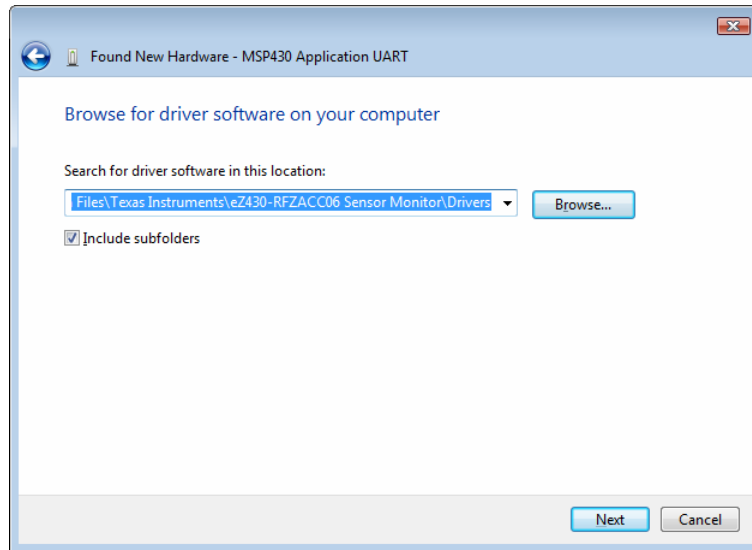 Found New Hardware - MSP430 Application UART
Browse for driver software on your computer
Search for driver software in this location:
Files\Texas Instruments\eZ430-RFZACC06 Sensor Monitor\Drivers
Browse...
Include subfolders
Next
Cancel